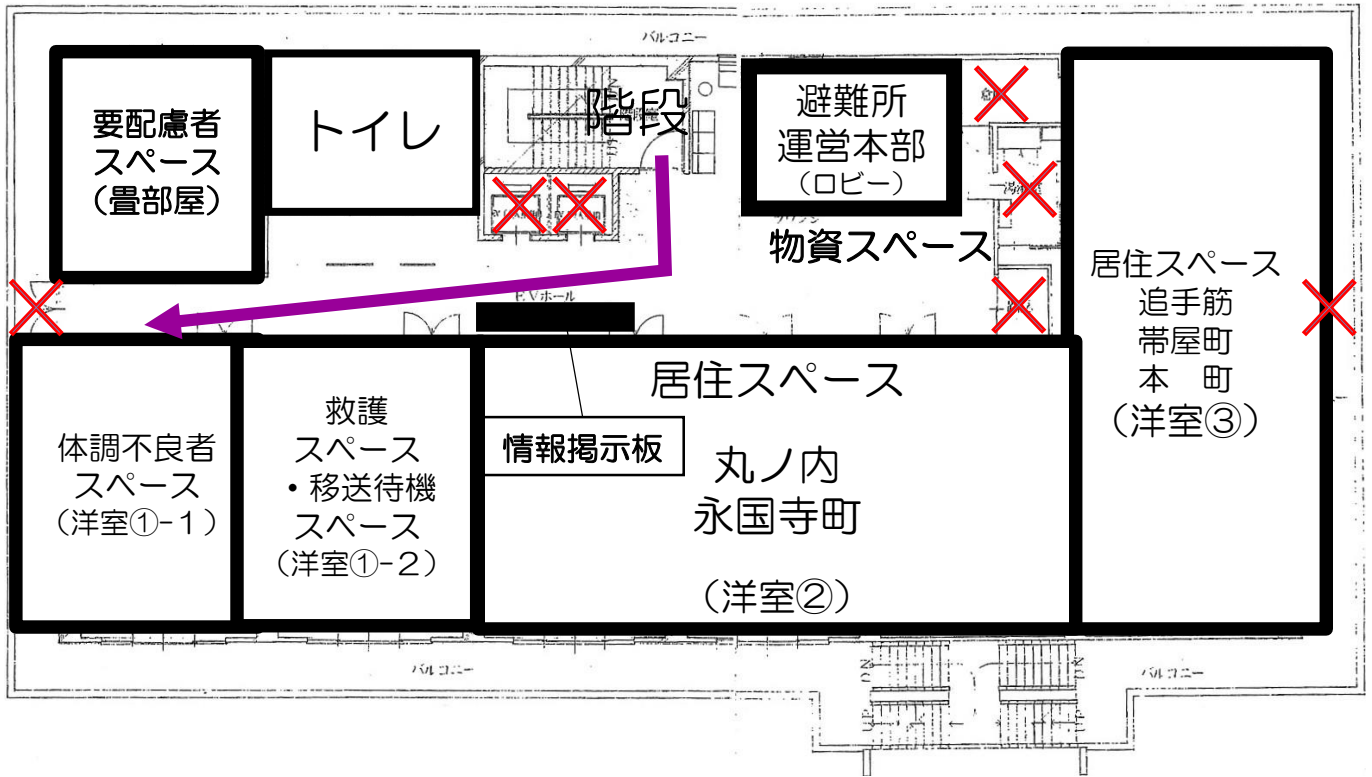 バルコニー
要配慮者
スペース
（畳部屋）
トイレ
階段
避難所
運営本部
（ロビー）
物資スペース
居住スペース
追手筋
帯屋町
本　町
（洋室③）
EVホール
体調不良者
スペース
（洋室①-１）
救護
スペース
・移送待機
スペース
（洋室①-２）
情報掲示板
居住スペース
丸ノ内
永国寺町
（洋室②）
バルコニー
バルコニー
UP
DN
DN